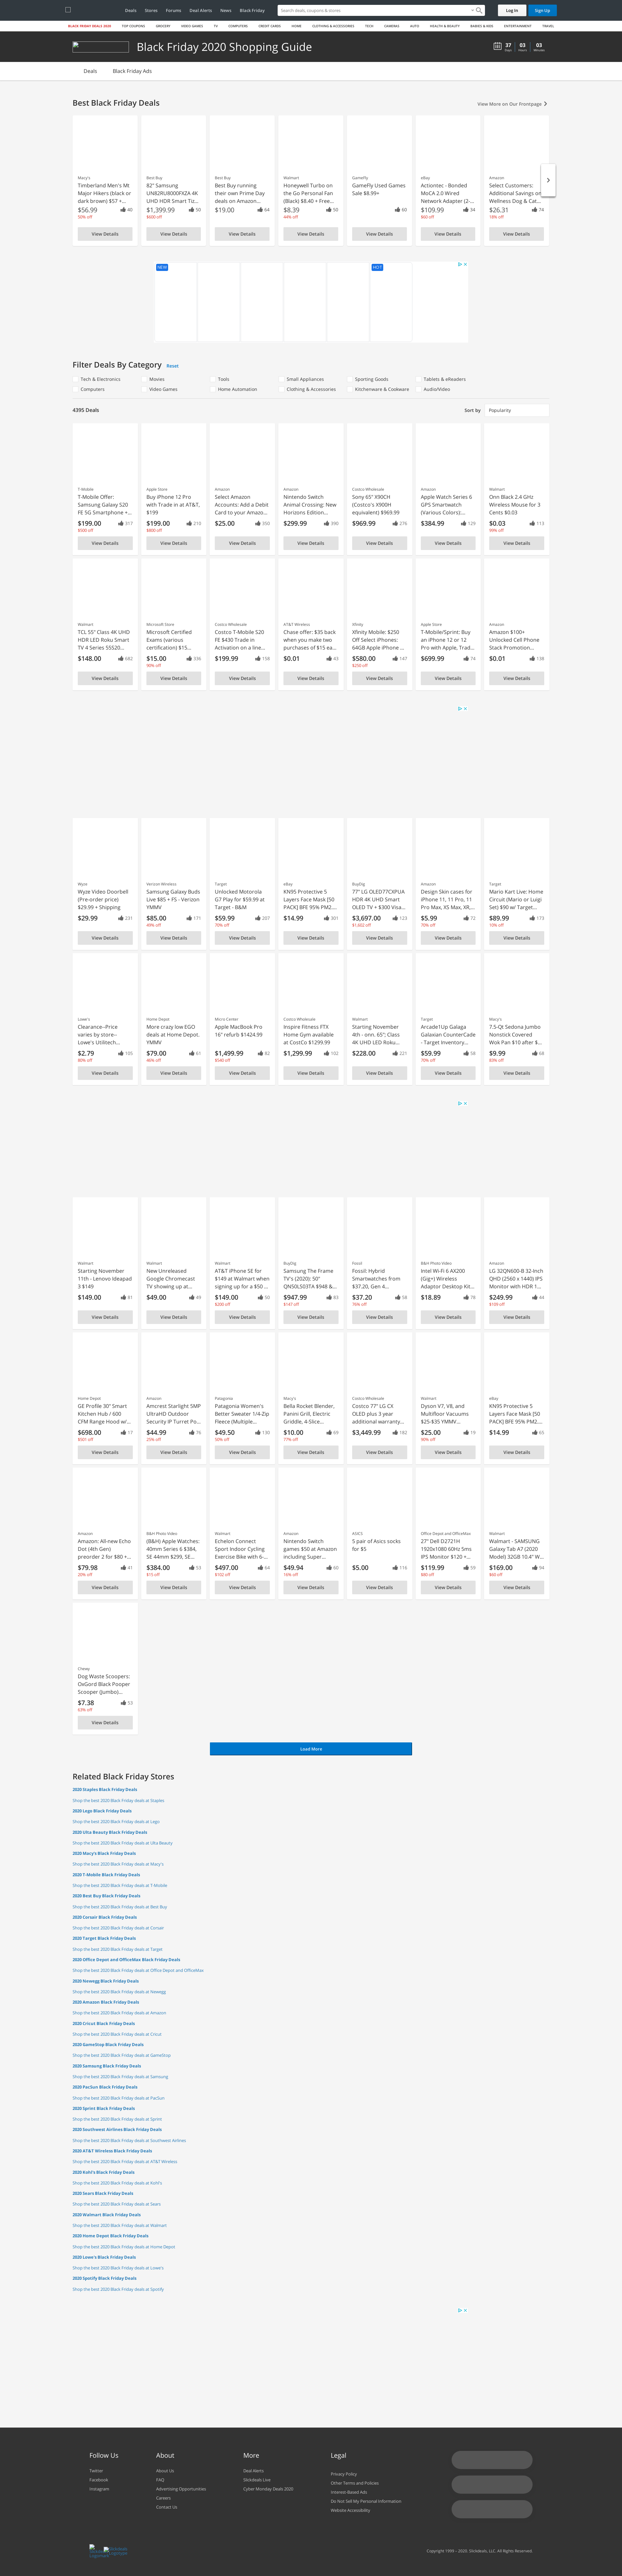 Deals
Stores
Forums
Deal Alerts
News
Black Friday
Search deals, coupons & stores
Log In
Sign Up
BLACK FRIDAY DEALS 2020
TOP COUPONS
GROCERY
VIDEO GAMES
TV
COMPUTERS
CREDIT CARDS
HOME
CLOTHING & ACCESSORIES
TECH
CAMERAS
AUTO
HEALTH & BEAUTY
BABIES & KIDS
ENTERTAINMENT
TRAVEL
Black Friday 2020 Shopping Guide
37 Days
03 Hours
03 Minutes
Deals
Black Friday Ads
Best Black Friday Deals
View More on Our Frontpage
Macy's
Timberland Men's Mt Major Hikers (black or dark brown) $57 +...
$56.99
40
50% off
View Details
Best Buy
82" Samsung UN82RU8000FXZA 4K UHD HDR Smart Tiz...
$1,399.99
50
$600 off
View Details
Best Buy
Best Buy running their own Prime Day deals on Amazon...
$19.00
64
View Details
Walmart
Honeywell Turbo on the Go Personal Fan (Black) $8.40 + Free...
$8.39
50
44% off
View Details
GameFly
GameFly Used Games Sale $8.99+
60
View Details
eBay
Actiontec - Bonded MoCA 2.0 Wired Network Adapter (2-...
$109.99
34
$60 off
View Details
Amazon
Select Customers: Additional Savings on Wellness Dog & Cat...
$26.31
74
18% off
View Details
NEW
HOT
Filter Deals By Category
Reset
Tech & Electronics
Movies
Tools
Small Appliances
Sporting Goods
Tablets & eReaders
Computers
Video Games
Home Automation
Clothing & Accessories
Kitchenware & Cookware
Audio/Video
4395 Deals
Sort by
Popularity
T-Mobile
T-Mobile Offer: Samsung Galaxy S20 FE 5G Smartphone +...
$199.00
317
$500 off
View Details
Apple Store
Buy iPhone 12 Pro with Trade in at AT&T, $199
$199.00
210
$800 off
View Details
Amazon
Select Amazon Accounts: Add a Debit Card to your Amazo...
$25.00
350
View Details
Amazon
Nintendo Switch Animal Crossing: New Horizons Edition...
$299.99
390
View Details
Costco Wholesale
Sony 65" X90CH (Costco's X900H equivalent) $969.99
$969.99
276
View Details
Amazon
Apple Watch Series 6 GPS Smartwatch (Various Colors):...
$384.99
129
View Details
Walmart
Onn Black 2.4 GHz Wireless Mouse for 3 Cents $0.03
$0.03
113
99% off
View Details
Walmart
TCL 55" Class 4K UHD HDR LED Roku Smart TV 4 Series 55S20...
$148.00
682
View Details
Microsoft Store
Microsoft Certified Exams (various certification) $15...
$15.00
336
90% off
View Details
Costco Wholesale
Costco T-Mobile S20 FE $430 Trade in Activation on a line...
$199.99
158
View Details
AT&T Wireless
Chase offer: $35 back when you make two purchases of $15 ea...
$0.01
43
View Details
Xfinity
Xfinity Mobile: $250 Off Select iPhones: 64GB Apple iPhone ...
$580.00
147
$250 off
View Details
Apple Store
T-Mobile/Sprint: Buy an iPhone 12 or 12 Pro with Apple, Trad...
$699.99
74
View Details
Amazon
Amazon $100+ Unlocked Cell Phone Stack Promotion...
$0.01
138
View Details
Wyze
Wyze Video Doorbell (Pre-order price) $29.99 + Shipping
$29.99
231
View Details
Verizon Wireless
Samsung Galaxy Buds Live $85 + FS - Verizon YMMV
$85.00
171
49% off
View Details
Target
Unlocked Motorola G7 Play for $59.99 at Target - B&M
$59.99
207
70% off
View Details
eBay
KN95 Protective 5 Layers Face Mask [50 PACK] BFE 95% PM2....
$14.99
301
View Details
BuyDig
77" LG OLED77CXPUA HDR 4K UHD Smart OLED TV + $300 Visa...
$3,697.00
123
$1,602 off
View Details
Amazon
Design Skin cases for iPhone 11, 11 Pro, 11 Pro Max, XS Max, XR,...
$5.99
72
70% off
View Details
Target
Mario Kart Live: Home Circuit (Mario or Luigi Set) $90 w/ Target...
$89.99
173
10% off
View Details
Lowe's
Clearance--Price varies by store--Lowe's Utilitech...
$2.79
105
80% off
View Details
Home Depot
More crazy low EGO deals at Home Depot. YMMV
$79.00
61
46% off
View Details
Micro Center
Apple MacBook Pro 16" refurb $1424.99
$1,499.99
82
$540 off
View Details
Costco Wholesale
Inspire Fitness FTX Home Gym available at CostCo $1299.99
$1,299.99
102
View Details
Walmart
Starting November 4th - onn. 65": Class 4K UHD LED Roku...
$228.00
221
View Details
Target
Arcade1Up Galaga Galaxian CounterCade - Target Inventory...
$59.99
56
70% off
View Details
Macy's
7.5-Qt Sedona Jumbo Nonstick Covered Wok Pan $10 after $...
$9.99
68
83% off
View Details
Walmart
Starting November 11th - Lenovo Ideapad 3 $149
$149.00
81
View Details
Walmart
New Unreleased Google Chromecast TV showing up at...
$49.00
49
View Details
Walmart
AT&T iPhone SE for $149 at Walmart when signing up for a $50 ...
$149.00
50
$200 off
View Details
BuyDig
Samsung The Frame TV's (2020): 50" QN50LS03TA $948 &...
$947.99
83
$147 off
View Details
Fossil
Fossil: Hybrid Smartwatches from $37.20, Gen 4...
$37.20
58
76% off
View Details
B&H Photo Video
Intel Wi-Fi 6 AX200 (Gig+) Wireless Adaptor Desktop Kit...
$18.89
78
View Details
Amazon
LG 32QN600-B 32-Inch QHD (2560 x 1440) IPS Monitor with HDR 1...
$249.99
44
$109 off
View Details
Home Depot
GE Profile 30" Smart Kitchen Hub / 600 CFM Range Hood w/...
$698.00
17
$501 off
View Details
Amazon
Amcrest Starlight 5MP UltraHD Outdoor Security IP Turret Po...
$44.99
76
25% off
View Details
Patagonia
Patagonia Women's Better Sweater 1/4-Zip Fleece (Multiple...
$49.50
130
50% off
View Details
Macy's
Bella Rocket Blender, Panini Grill, Electric Griddle, 4-Slice...
$10.00
69
77% off
View Details
Costco Wholesale
Costco 77" LG CX OLED plus 3 year additional warranty...
$3,449.99
182
View Details
Walmart
Dyson V7, V8, and Multifloor Vacuums $25-$35 YMMV...
$25.00
19
90% off
View Details
eBay
KN95 Protective 5 Layers Face Mask [50 PACK] BFE 95% PM2....
$14.99
65
View Details
Amazon
Amazon: All-new Echo Dot (4th Gen) preorder 2 for $80 +...
$79.98
41
20% off
View Details
B&H Photo Video
(B&H) Apple Watches: 40mm Series 6 $384, SE 44mm $299, SE...
$384.00
53
$15 off
View Details
Walmart
Echelon Connect Sport Indoor Cycling Exercise Bike with 6-...
$497.00
64
$102 off
View Details
Amazon
Nintendo Switch games $50 at Amazon including Super...
$49.94
60
16% off
View Details
ASICS
5 pair of Asics socks for $5
$5.00
116
View Details
Office Depot and OfficeMax
27" Dell D2721H 1920x1080 60Hz 5ms IPS Monitor $120 +...
$119.99
59
$80 off
View Details
Walmart
Walmart - SAMSUNG Galaxy Tab A7 (2020 Model) 32GB 10.4" W...
$169.00
94
$60 off
View Details
Chewy
Dog Waste Scoopers: OxGord Black Pooper Scooper (Jumbo)...
$7.38
53
63% off
View Details
Load More
Related Black Friday Stores
2020 Staples Black Friday Deals
Shop the best 2020 Black Friday deals at Staples
2020 Lego Black Friday Deals
Shop the best 2020 Black Friday deals at Lego
2020 Ulta Beauty Black Friday Deals
Shop the best 2020 Black Friday deals at Ulta Beauty
2020 Macy's Black Friday Deals
Shop the best 2020 Black Friday deals at Macy's
2020 T-Mobile Black Friday Deals
Shop the best 2020 Black Friday deals at T-Mobile
2020 Best Buy Black Friday Deals
Shop the best 2020 Black Friday deals at Best Buy
2020 Corsair Black Friday Deals
Shop the best 2020 Black Friday deals at Corsair
2020 Target Black Friday Deals
Shop the best 2020 Black Friday deals at Target
2020 Office Depot and OfficeMax Black Friday Deals
Shop the best 2020 Black Friday deals at Office Depot and OfficeMax
2020 Newegg Black Friday Deals
Shop the best 2020 Black Friday deals at Newegg
2020 Amazon Black Friday Deals
Shop the best 2020 Black Friday deals at Amazon
2020 Cricut Black Friday Deals
Shop the best 2020 Black Friday deals at Cricut
2020 GameStop Black Friday Deals
Shop the best 2020 Black Friday deals at GameStop
2020 Samsung Black Friday Deals
Shop the best 2020 Black Friday deals at Samsung
2020 PacSun Black Friday Deals
Shop the best 2020 Black Friday deals at PacSun
2020 Sprint Black Friday Deals
Shop the best 2020 Black Friday deals at Sprint
2020 Southwest Airlines Black Friday Deals
Shop the best 2020 Black Friday deals at Southwest Airlines
2020 AT&T Wireless Black Friday Deals
Shop the best 2020 Black Friday deals at AT&T Wireless
2020 Kohl's Black Friday Deals
Shop the best 2020 Black Friday deals at Kohl's
2020 Sears Black Friday Deals
Shop the best 2020 Black Friday deals at Sears
2020 Walmart Black Friday Deals
Shop the best 2020 Black Friday deals at Walmart
2020 Home Depot Black Friday Deals
Shop the best 2020 Black Friday deals at Home Depot
2020 Lowe's Black Friday Deals
Shop the best 2020 Black Friday deals at Lowe's
2020 Spotify Black Friday Deals
Shop the best 2020 Black Friday deals at Spotify
Follow Us
Twitter
Facebook
Instagram
About
About Us
FAQ
Advertising Opportunities
Careers
Contact Us
More
Deal Alerts
Slickdeals Live
Cyber Monday Deals 2020
Legal
Privacy Policy
Other Terms and Policies
Interest-Based Ads
Do Not Sell My Personal Information
Website Accessibility
Copyright 1999 - 2020. Slickdeals, LLC. All Rights Reserved.